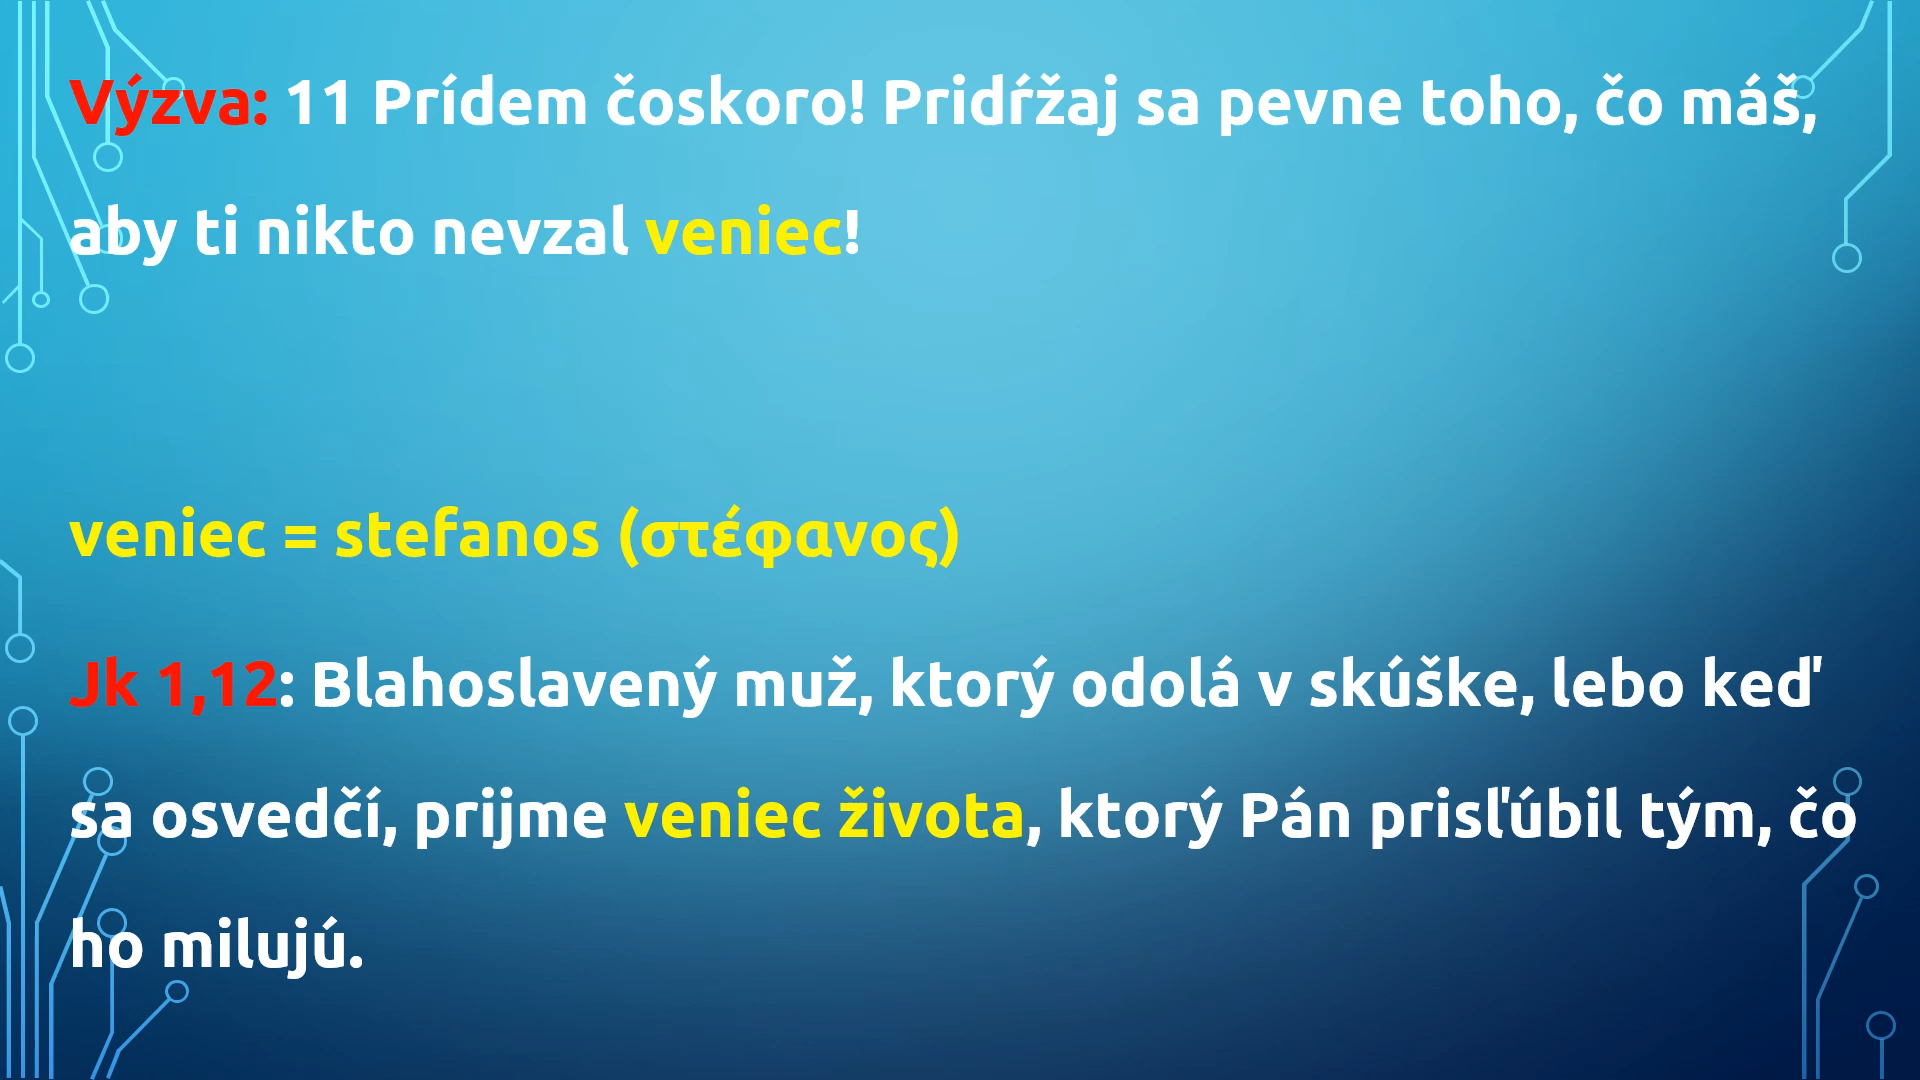 Výzva: 11 Prídem čoskoro! Pridŕžaj sa pevne toho, čo máš,
aby ti nikto nevzal veniec!
veniec = stefanos (στέφανος)
Jk 1,12: Blahoslavený muž, ktorý odolá v skúške, lebo keď
sa osvedčí, prijme veniec života, ktorý Pán prisľúbil tým, čo
ho milujú.